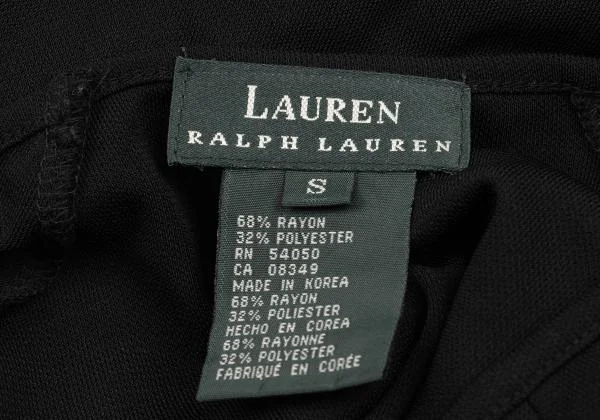 LAUREN
RALPH LAUREN
S
68% RAYON
32% POLYESTER
RN 54050
CA 08349
MADE IN KOREA
68% RAYON
32% POLIESTER
HECHO EN COREA
68% RAYONNE
32% POLYESTER
FABRIQUÉ EN CORÉE